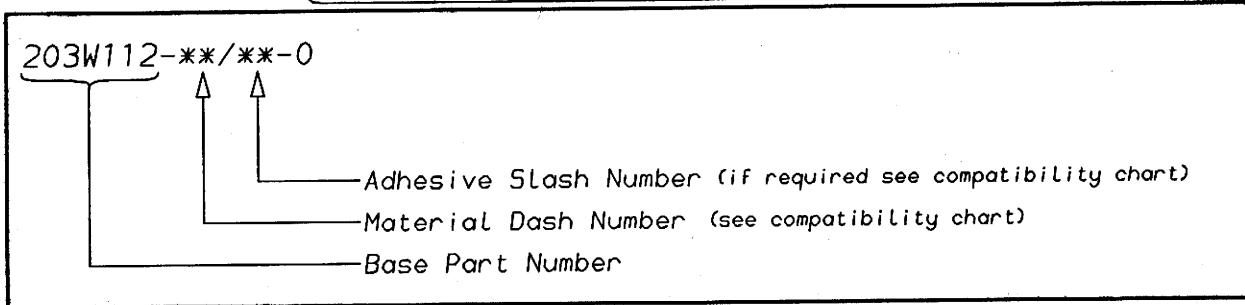 203W112-**/**-0
Adhesive Slash Number (if required see compatibility chart)
Material Dash Number (see compatibility chart)
Base Part Number